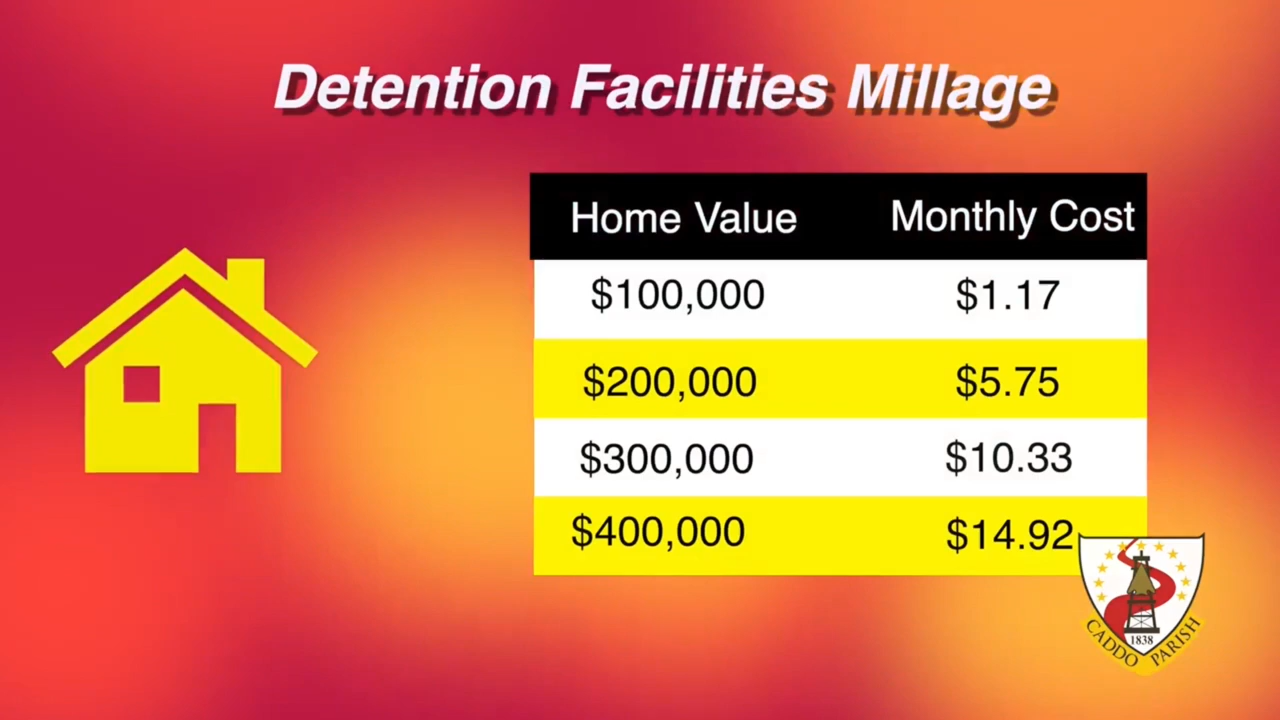 Detention Facilities Millage
Home Value Monthly Cost
$100,000 $1.17
$200,000 $5.75
$300,000 $10.33
$400,000 $14.92
1838
CADDO PARISH